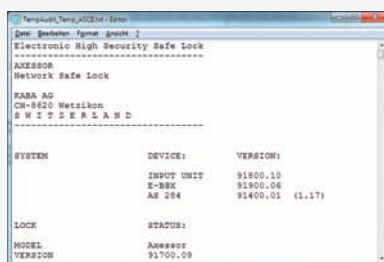 TempAudit_Temp_ASCII.txt - Editor
Datei Bearbeiten Format Ansicht ?
Electronic High Security Safe Lock
----------------------------------
AXESSOR
Network Safe Lock
KABA AG
CH-8620 Wetzikon
S W I T Z E R L A N D
----------------------------------
SYSTEM DEVICE: VERSION:
INPUT UNIT 91800.10
E-BOX 91900.06
AS 284 91400.01 (1.17)
LOCK STATUS:
MODEL Axessor
VERSION 91700.09